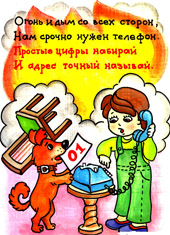 Огонь и дым со всех сторон,
Нам срочно нужен телефон.
Простые цифры набирай
И адрес точный называй.
01